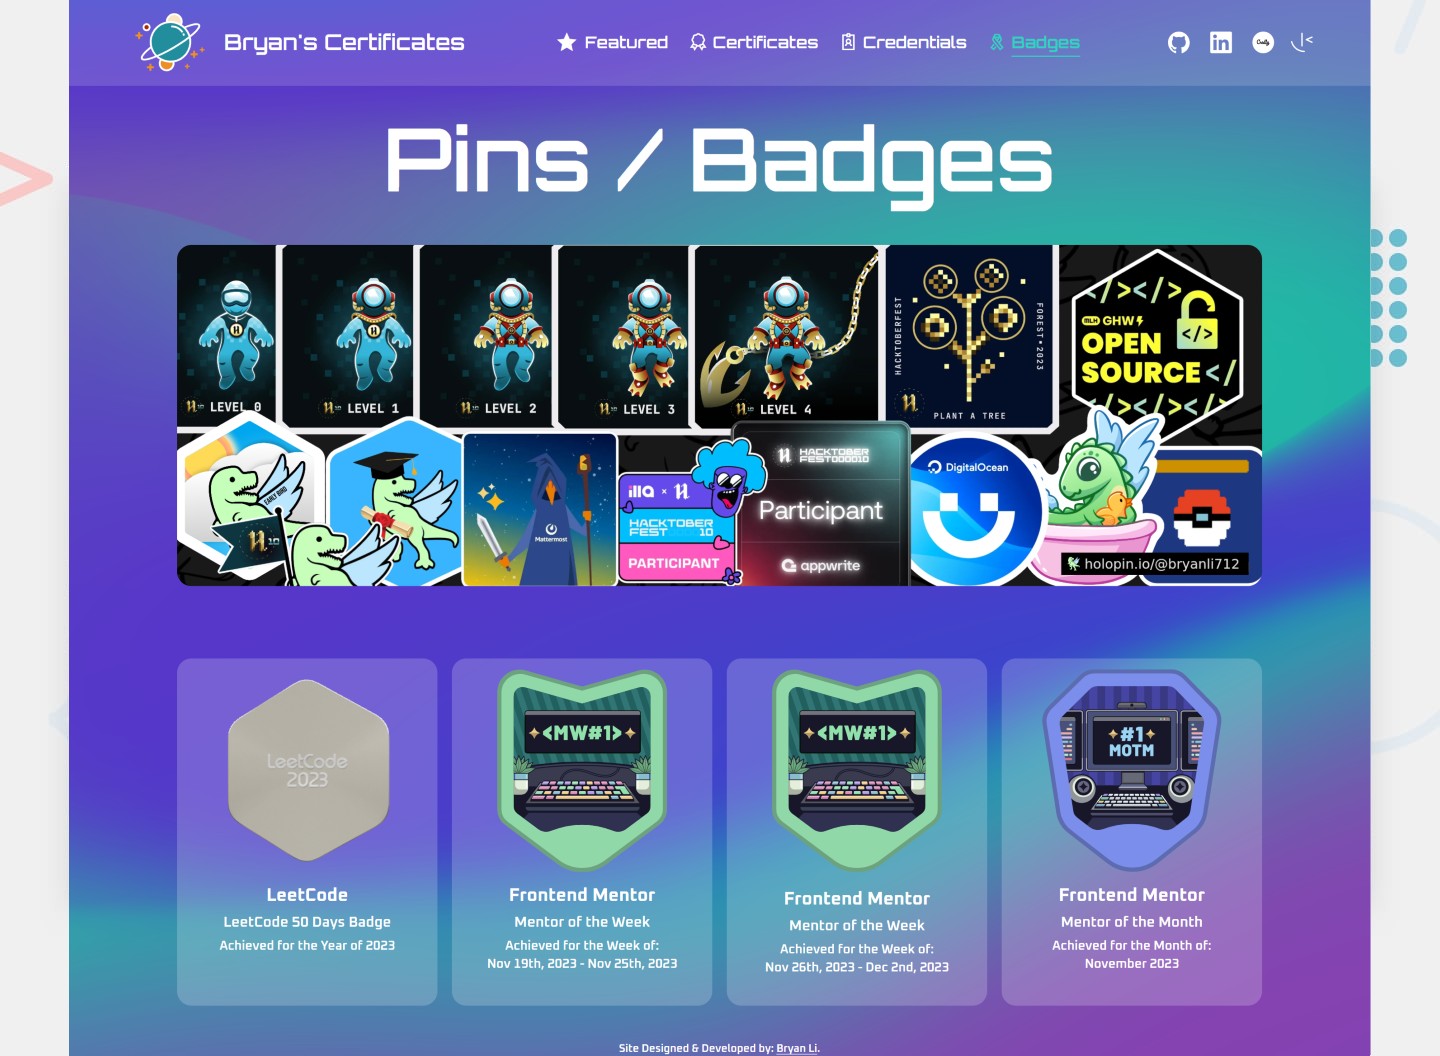 Bryan's Certificates
Featured
Certificates
Credentials
Badges
Pins / Badges
LEVEL 0
LEVEL 1
LEVEL 2
LEVEL 3
LEVEL 4
HACKTOBERFEST
FOREST 2023
PLANT A TREE
</></>
MLH GHW
OPEN
SOURCE </
</>
</></>
EARLY BIRD
Mattermost
illa ×
HACKTOBER
FEST 10
PARTICIPANT
HACKTOBER
FEST000010
Participant
appwrite
DigitalOcean
holopin.io/@bryanli712
LeetCode
2023
LeetCode
LeetCode 50 Days Badge
Achieved for the Year of 2023
<MW#1>
Frontend Mentor
Mentor of the Week
Achieved for the Week of:
Nov 19th, 2023 - Nov 25th, 2023
<MW#1>
Frontend Mentor
Mentor of the Week
Achieved for the Week of:
Nov 26th, 2023 - Dec 2nd, 2023
#1
MOTM
Frontend Mentor
Mentor of the Month
Achieved for the Month of:
November 2023
Site Designed & Developed by: Bryan Li.